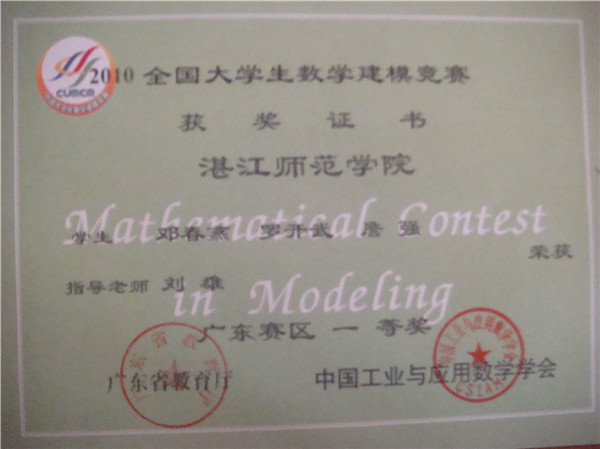 CUMCM
2010 全国大学生数学建模竞赛
获奖证书
湛江师范学院
Mathematical Contest
学生 邓春燕 罗开武 詹强
荣获
指导老师 刘雄
in Modeling
广东赛区 一等奖
广东省教育厅 中国工业与应用数学学会
CSIAM